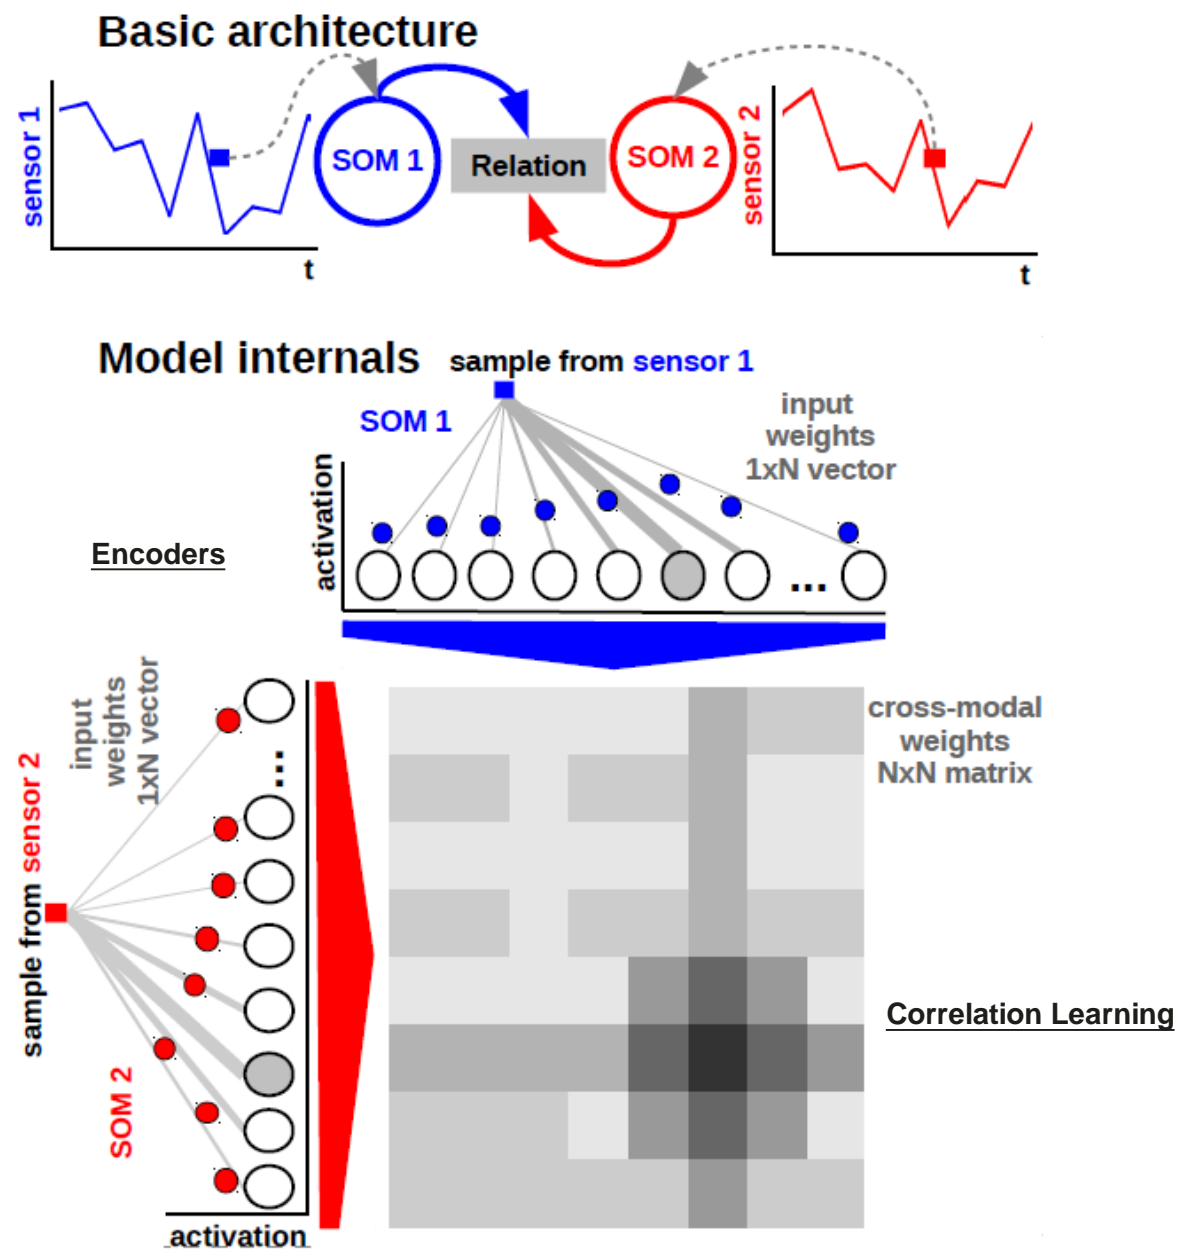 Basic architecture
sensor 1
SOM 1
Relation
SOM 2
sensor 2
t
t
Model internals
sample from sensor 1
SOM 1
input
weights
1xN vector
activation
Encoders
...
input
weights
1xN vector
...
sample from sensor 2
SOM 2
activation
cross-modal
weights
NxN matrix
Correlation Learning